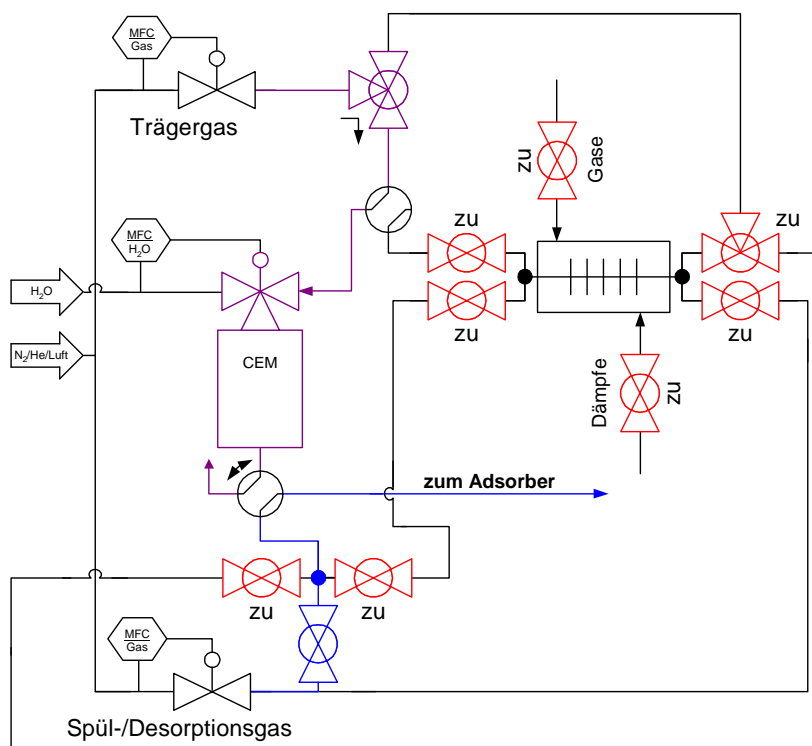 MFC
Gas
Trägergas
zu
Gase
zu
zu
MFC
H₂O
H₂O
zu
zu
N₂/He/Luft
CEM
Dämpfe
zu
zum Adsorber
zu
zu
MFC
Gas
Spül-/Desorptionsgas